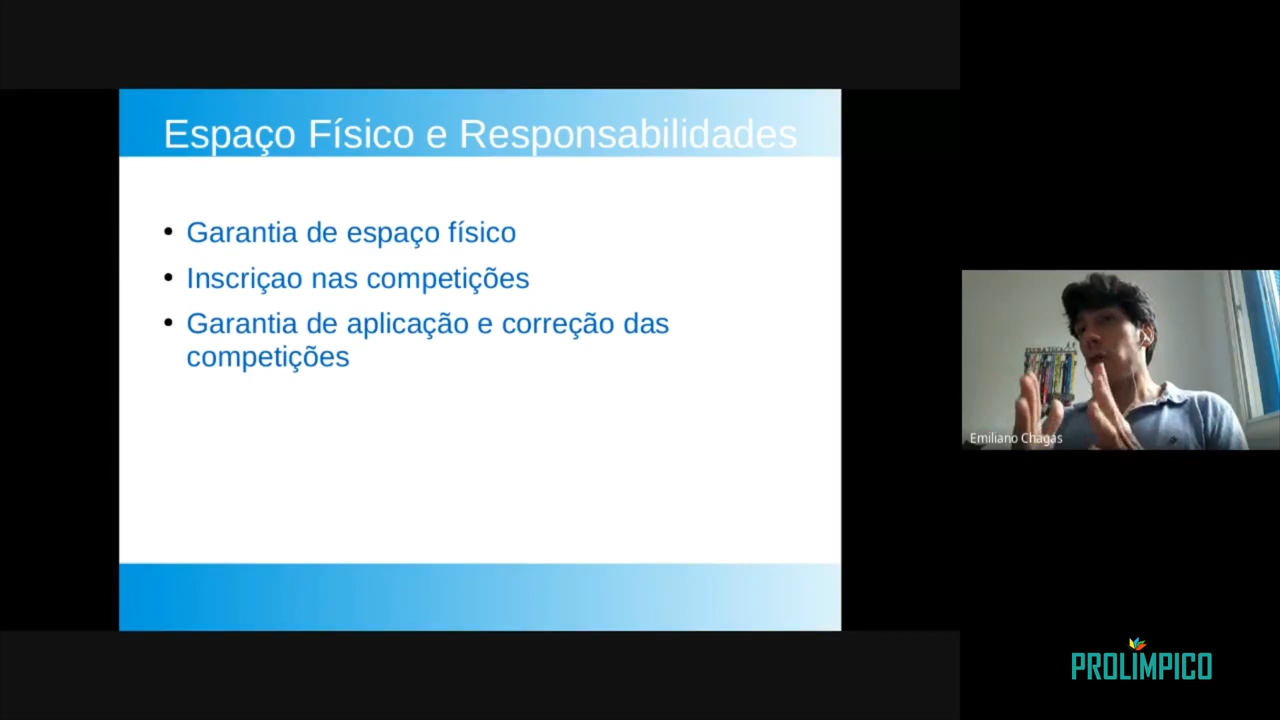 Espaço Físico e Responsabilidades
• Garantia de espaço físico
• Inscriçao nas competições
• Garantia de aplicação e correção das
competições
Emiliano Chagas
PROLÍMPICO